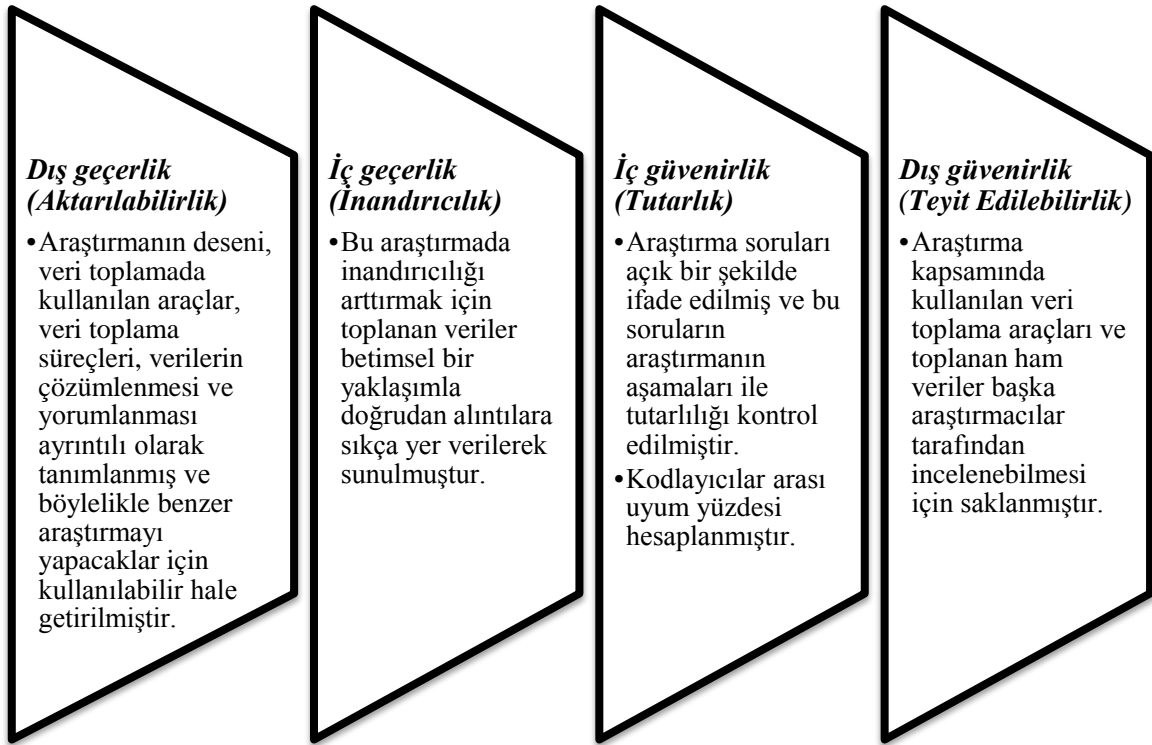 Dış geçerlik
(Aktarılabilirlik)
•Araştırmanın deseni,
veri toplamada
kullanılan araçlar,
veri toplama
süreçleri, verilerin
çözümlenmesi ve
yorumlanması
ayrıntılı olarak
tanımlanmış ve
böylelikle benzer
araştırmayı
yapacaklar için
kullanılabilir hale
getirilmiştir.
İç geçerlik
(İnandırıcılık)
•Bu araştırmada
inandırıcılığı
arttırmak için
toplanan veriler
betimsel bir
yaklaşımla
doğrudan alıntılara
sıkça yer verilerek
sunulmuştur.
İç güvenirlik
(Tutarlık)
•Araştırma soruları
açık bir şekilde
ifade edilmiş ve bu
soruların
araştırmanın
aşamaları ile
tutarlılığı kontrol
edilmiştir.
•Kodlayıcılar arası
uyum yüzdesi
hesaplanmıştır.
Dış güvenirlik
(Teyit Edilebilirlik)
•Araştırma
kapsamında
kullanılan veri
toplama araçları ve
toplanan ham
veriler başka
araştırmacılar
tarafından
incelenebilmesi
için saklanmıştır.